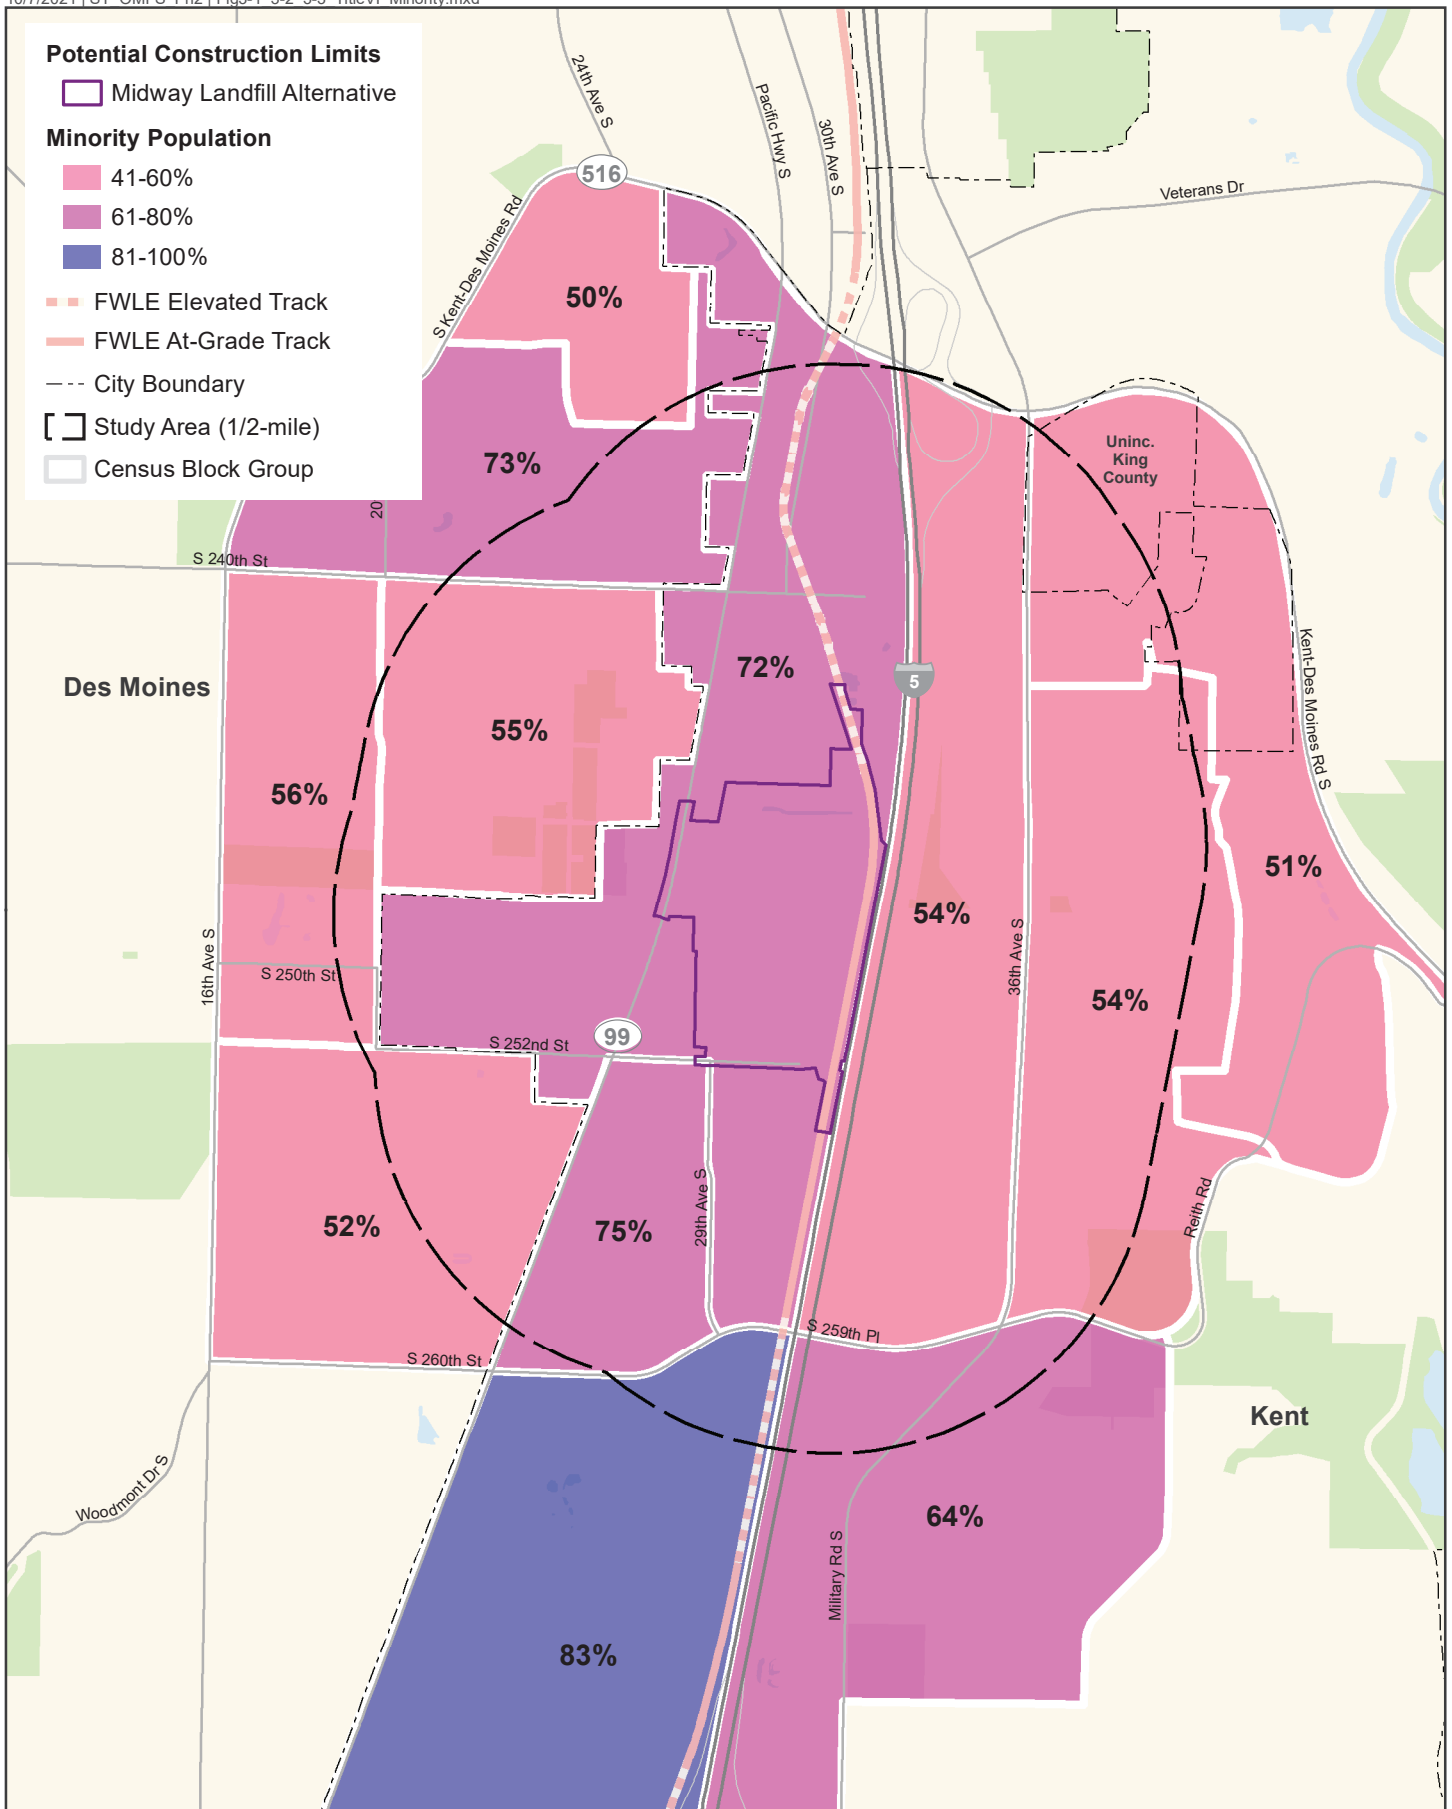 Potential Construction Limits
Midway Landfill Alternative
Minority Population
41-60%
61-80%
81-100%
FWLE Elevated Track
FWLE At-Grade Track
City Boundary
Study Area (1/2-mile)
Census Block Group
24th Ave S
Pacific Hwy S
30th Ave S
516
Veterans Dr
S Kent-Des Moines Rd
50%
Uninc.
King
County
73%
20
S 240th St
Kent-Des Moines Rd S
72%
5
Des Moines
55%
56%
51%
54%
16th Ave S
S 250th St
36th Ave S
54%
99
S 252nd St
29th Ave S
Reith Rd
52%
75%
S 259th Pl
S 260th St
Kent
Woodmont Dr S
64%
Military Rd S
83%